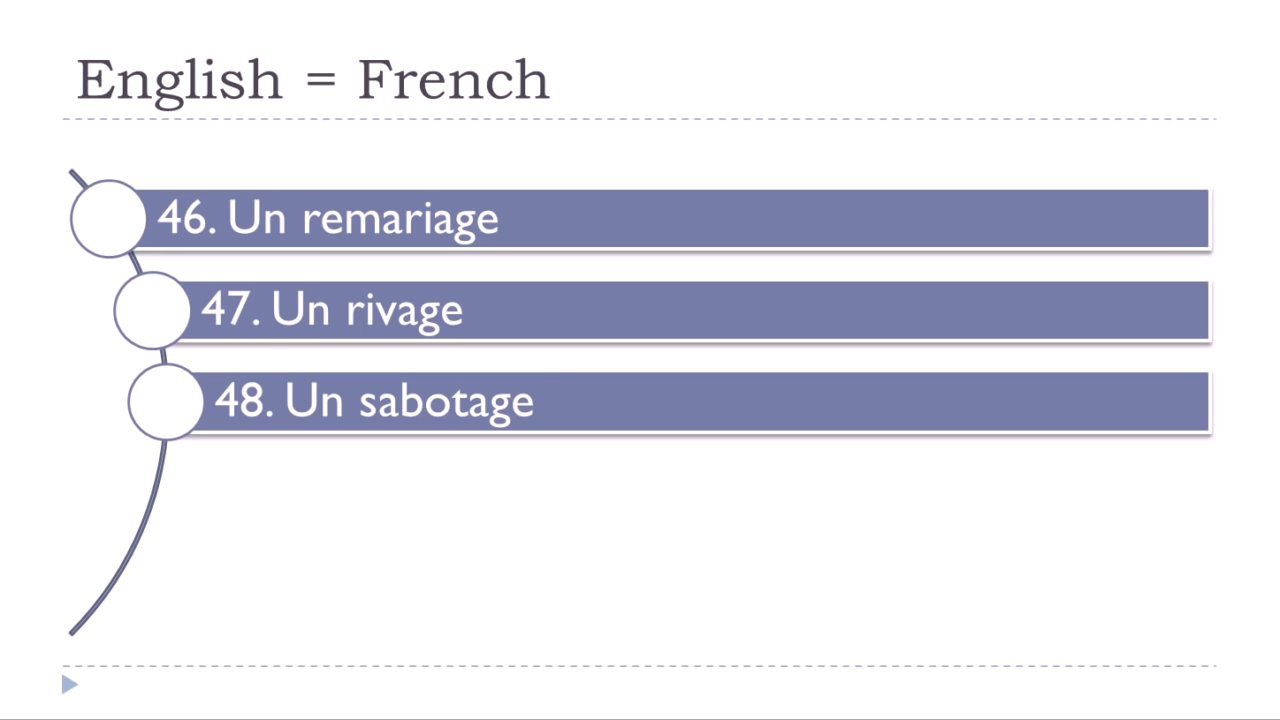 English = French
46. Un remariage
47. Un rivage
48. Un sabotage